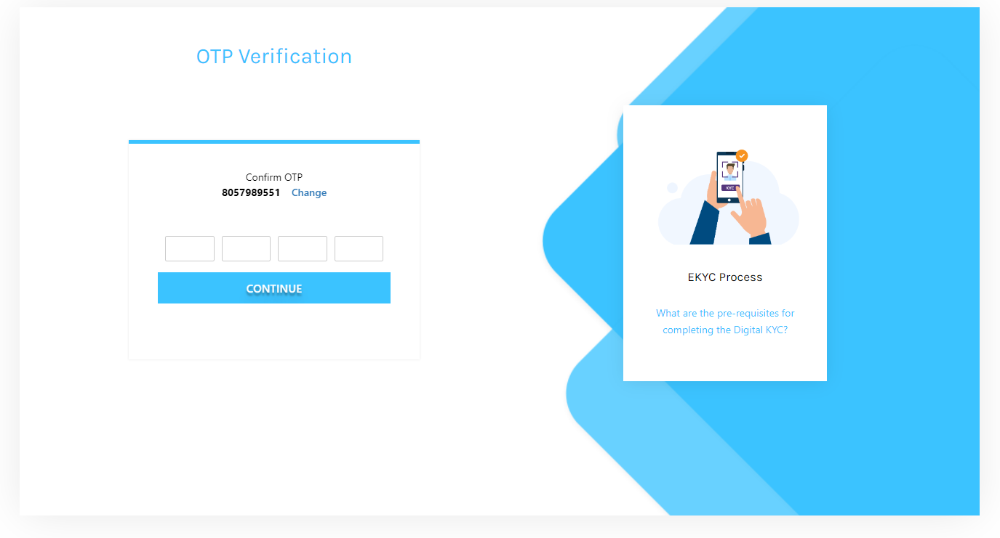 OTP Verification
Confirm OTP
8057989551 Change
CONTINUE
KYC
EKYC Process
What are the pre-requisites for
completing the Digital KYC?